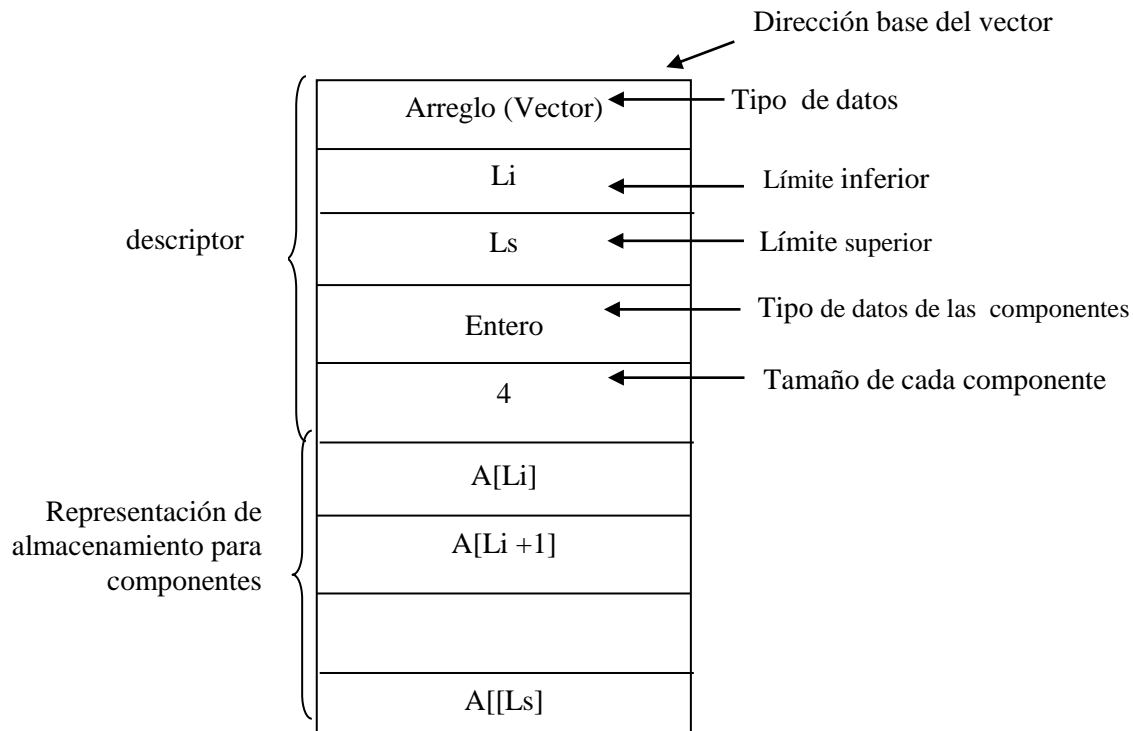 Dirección base del vector
Arreglo (Vector)
Tipo de datos
Li
Límite inferior
descriptor
Ls
Límite superior
Entero
Tipo de datos de las componentes
4
Tamaño de cada componente
A[Li]
Representación de
almacenamiento para
componentes
A[Li +1]
A[[Ls]